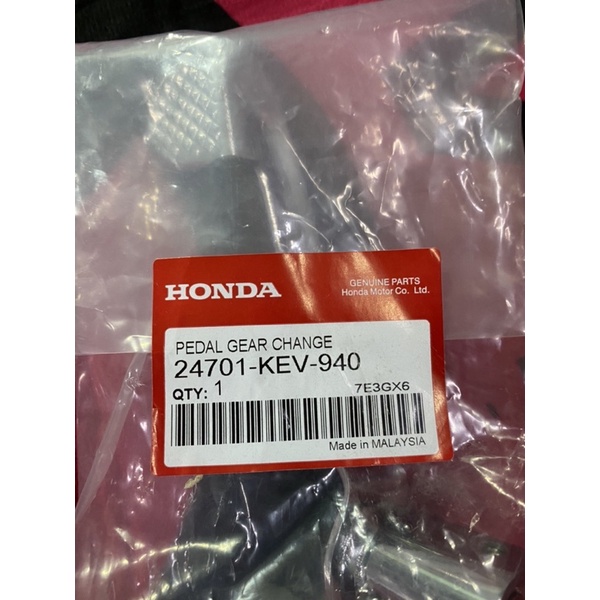 HONDA
GENUINE PARTS
Honda Motor Co. Ltd.
PEDAL GEAR CHANGE
24701-KEV-940
QTY: 1 7E3GX6
Made in MALAYSIA